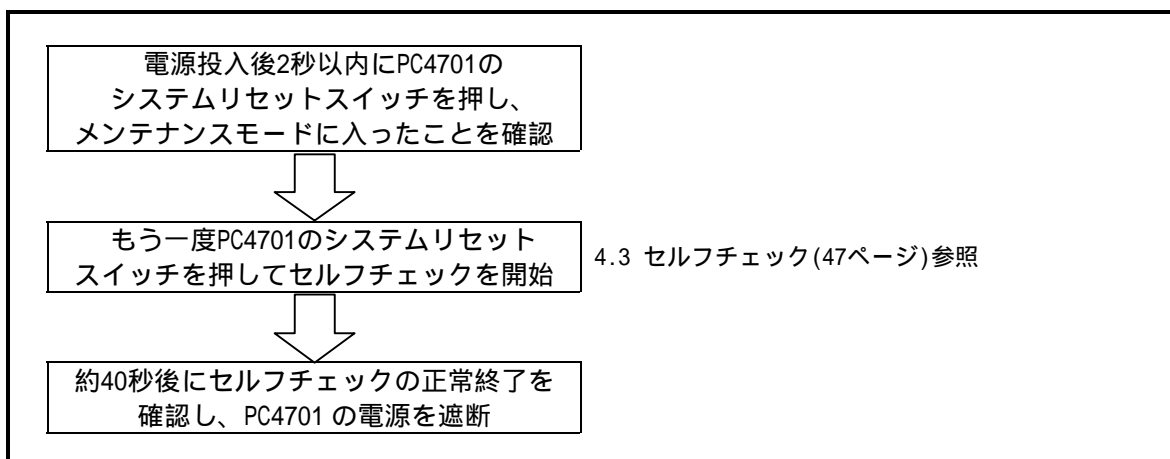 電源投入後2秒以内にPC4701の
システムリセットスイッチを押し、
メンテナンスモードに入ったことを確認
もう一度PC4701のシステムリセット
スイッチを押してセルフチェックを開始
4.3 セルフチェック(47ページ)参照
約40秒後にセルフチェックの正常終了を
確認し、PC4701 の電源を遮断